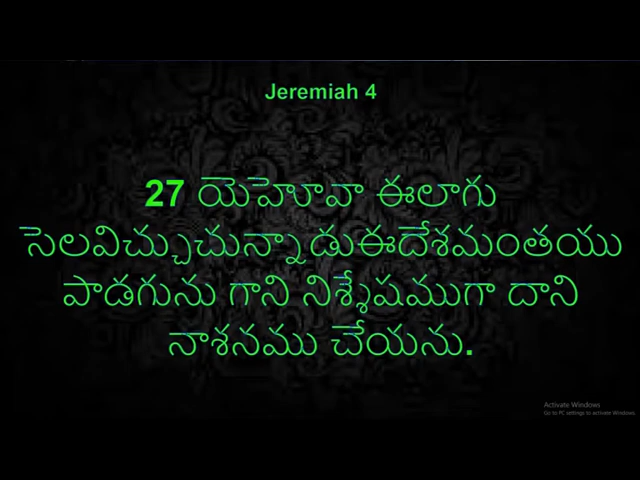 Jeremiah 4
27 యెహోవా ఈలాగు
సెలవిచ్చుచున్నాడుఈదేశమంతయు
పాడగును గాని నిశ్శేషముగా దాని
నాశనము చేయను.
Activate Windows
Go to PC settings to activate Windows.